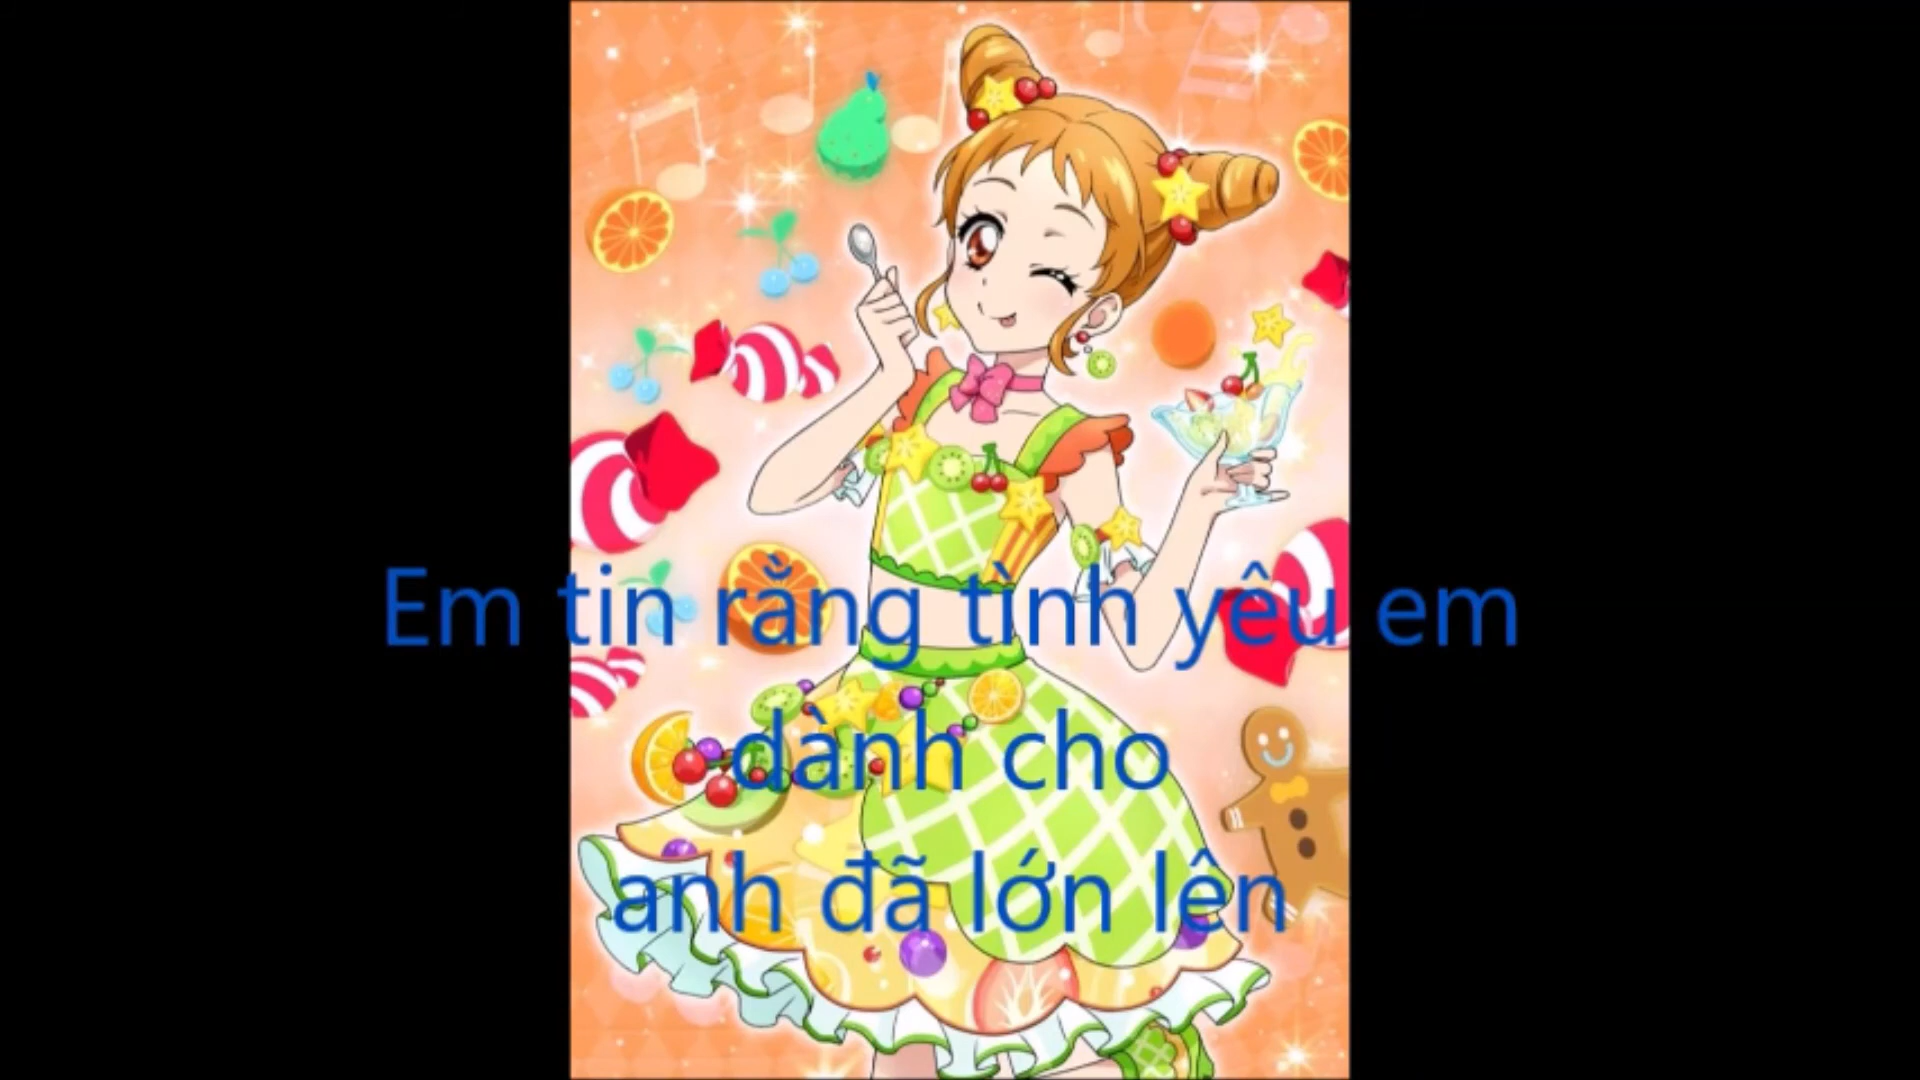 Em tin rằng tình yêu em
dành cho
anh đã lớn lên